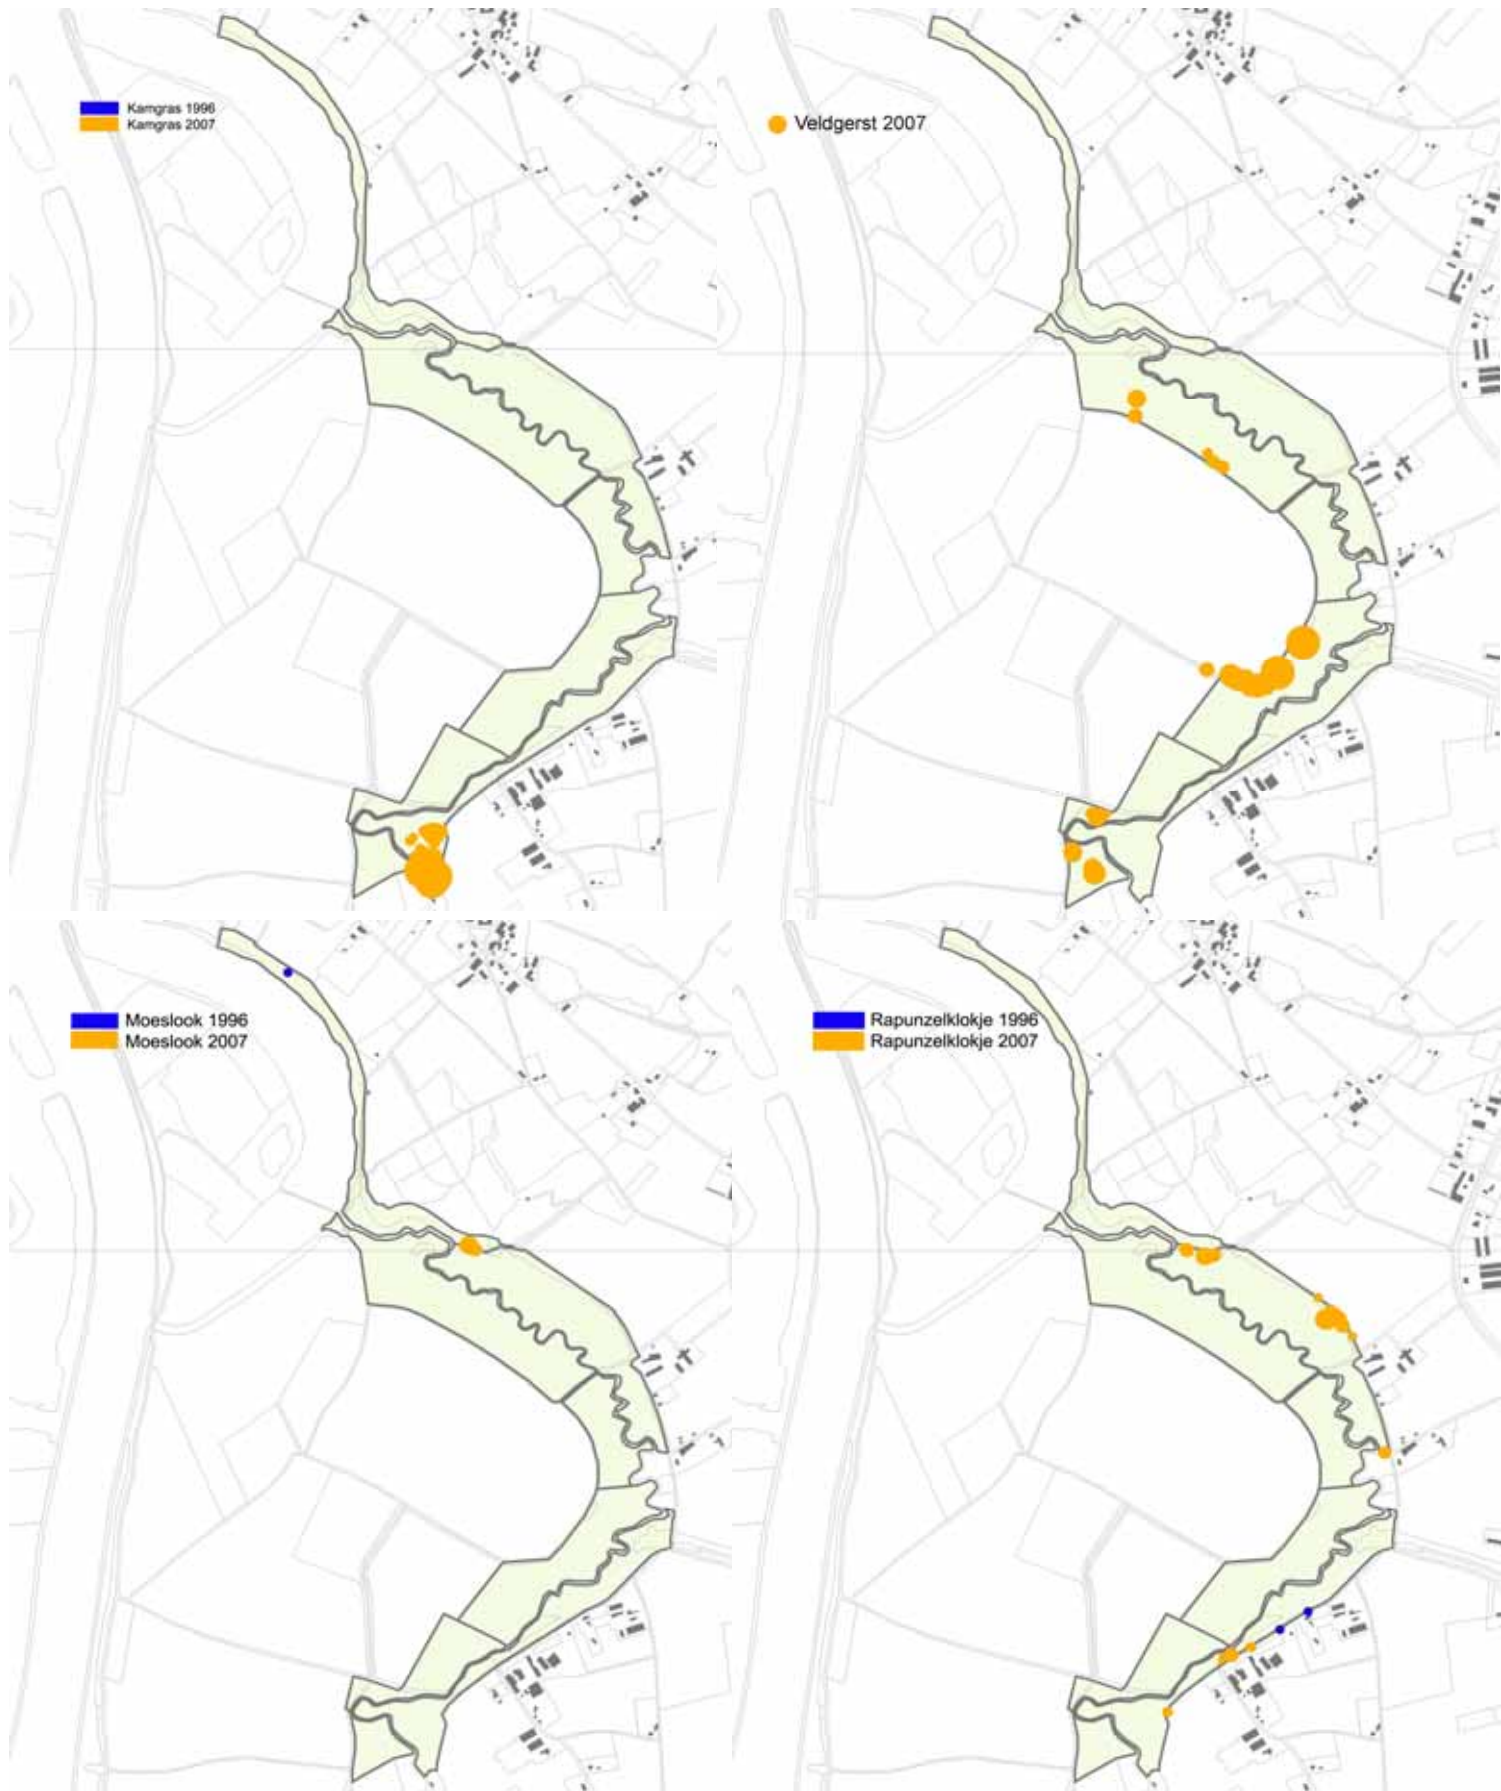 Kamgras 1996
Kamgras 2007
Veldgerst 2007
Moeslook 1996
Moeslook 2007
Rapunzelklokje 1996
Rapunzelklokje 2007